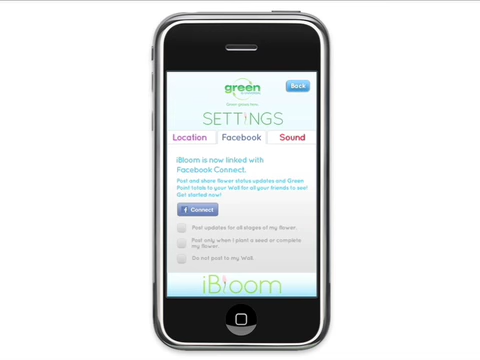 green
Back
SETTINGS
Location Facebook Sound
iBloom is now linked with
Facebook Connect.
Post and share flower status updates and Green
Point totals to your Wall for all your friends to see!
Get started now!
f Connect
Post updates for all stages of my flower.
Post only when I plant a seed or complete
my flower.
Do not post to my Wall.
iBloom